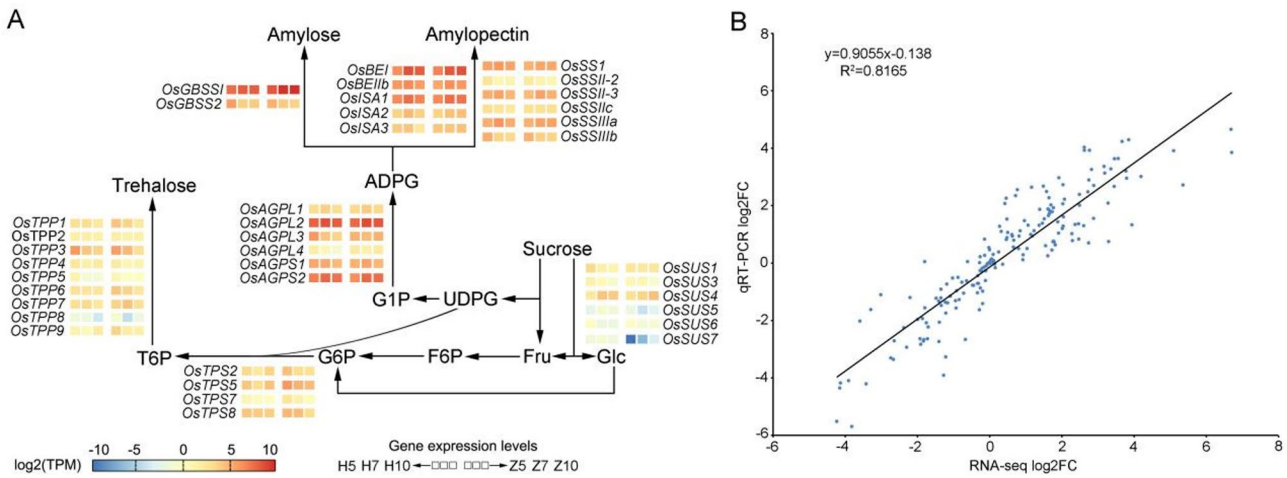 A
Amylose
Amylopectin
OsGBSSI
OsGBSS2
OsBEI
OsBEIIb
OsISA1
OsISA2
OsISA3
OsSS1
OsSSII-2
OsSSII-3
OsSSIIc
OsSSIIIa
OsSSIIIb
ADPG
Trehalose
OsTPP1
OsTPP2
OsTPP3
OsTPP4
OsTPP5
OsTPP6
OsTPP7
OsTPP8
OsTPP9
OsAGPL1
OsAGPL2
OsAGPL3
OsAGPL4
OsAGPS1
OsAGPS2
Sucrose
OsSUS1
OsSUS3
OsSUS4
OsSUS5
OsSUS6
OsSUS7
G1P
UDPG
T6P
G6P
F6P
Fru
Glc
OsTPS2
OsTPS5
OsTPS7
OsTPS8
log2(TPM)
-10 -5 0 5 10
Gene expression levels
H5 H7 H10
Z5 Z7 Z10
B
y=0.9055x-0.138
R²=0.8165
qRT-PCR log2FC
8
6
4
2
0
-2
-4
-6
-6 -4 -2 0 2 4 6 8
RNA-seq log2FC